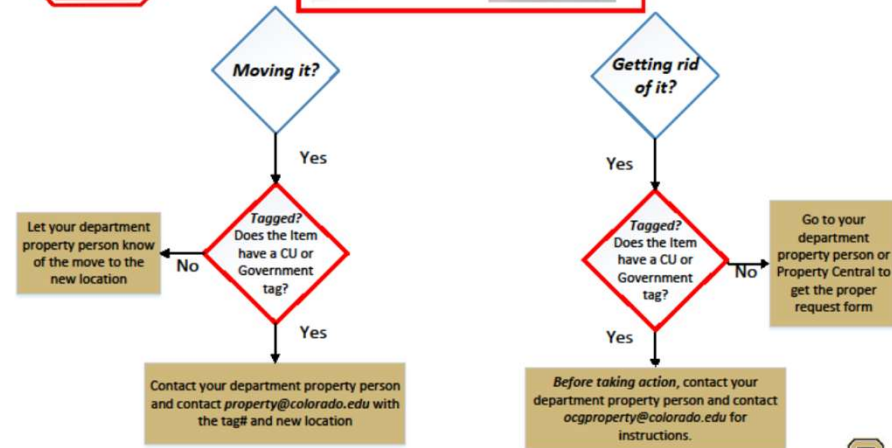 Moving it?
Getting rid
of it?
Yes
Yes
Tagged?
Does the Item
have a CU or
Government
tag?
Tagged?
Does the Item
have a CU or
Government
tag?
Let your department
property person know
of the move to the
new location
No
No
Go to your
department
property person or
Property Central to
get the proper
request form
Yes
Yes
Contact your department property person
and contact property@colorado.edu with
the tag# and new location
Before taking action, contact your
department property person and contact
ocgproperty@colorado.edu for
instructions.